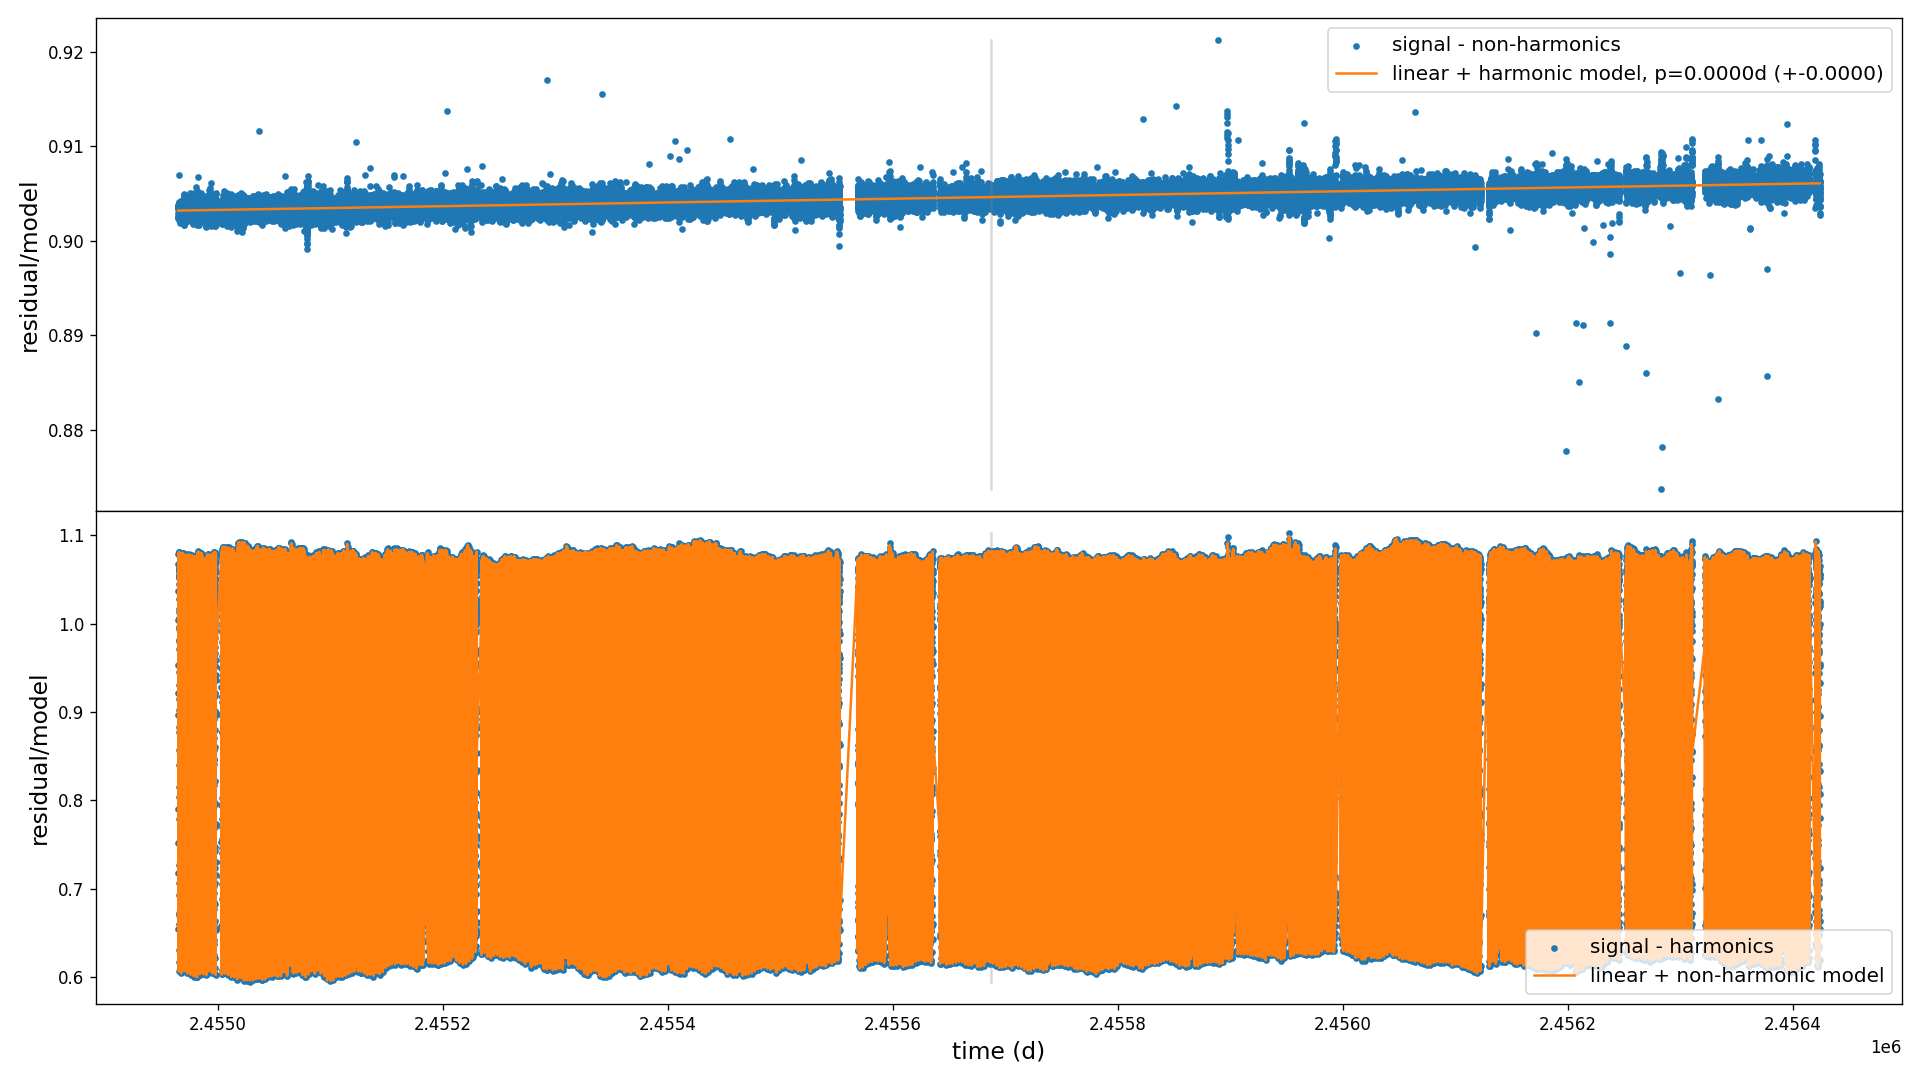 0.92
0.91
0.90
0.89
0.88
residual/model
signal - non-harmonics
linear + harmonic model, p=0.0000d (+-0.0000)
1.1
1.0
0.9
0.8
0.7
0.6
residual/model
signal - harmonics
linear + non-harmonic model
2.4550 2.4552 2.4554 2.4556 2.4558 2.4560 2.4562 2.4564
time (d)
1e6